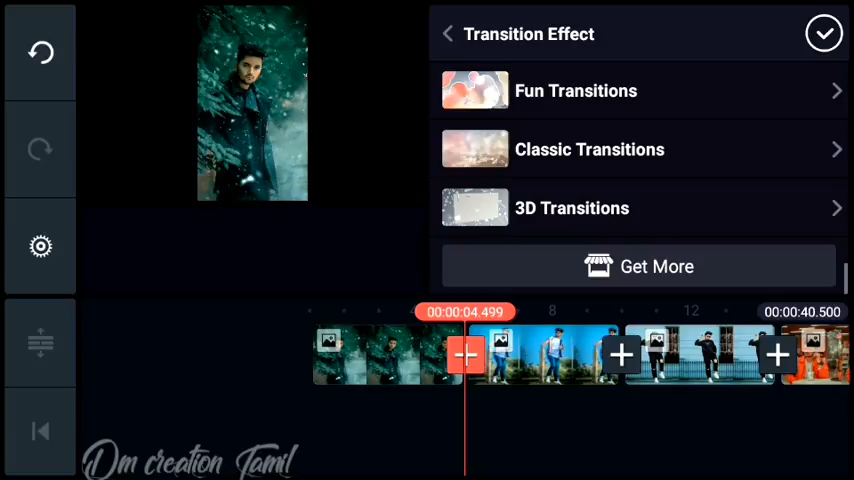 Transition Effect
Fun Transitions
Classic Transitions
3D Transitions
Get More
00:00:04.499
8
12
00:00:40.500
Dm creation Tamil